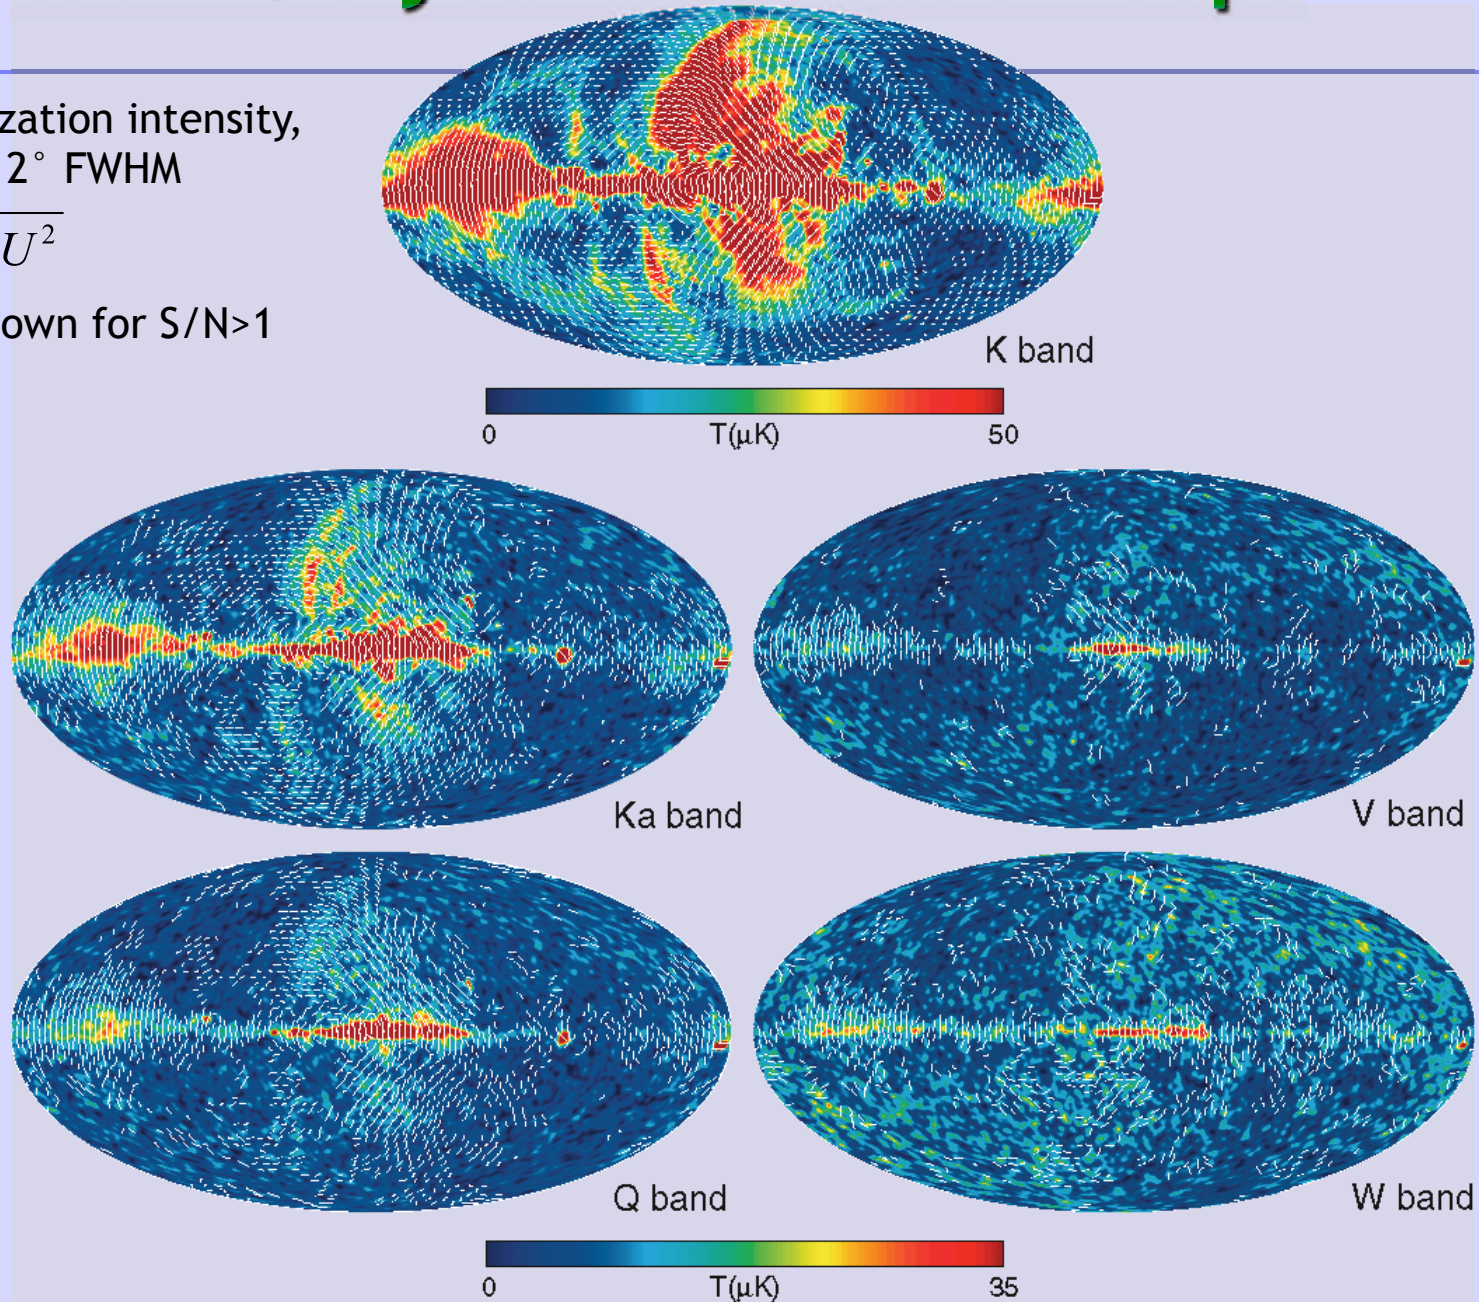 zation intensity,
2° FWHM
U²
own for S/N>1
K band
0 T(μK) 50
Ka band
V band
Q band
W band
0 T(μK) 35